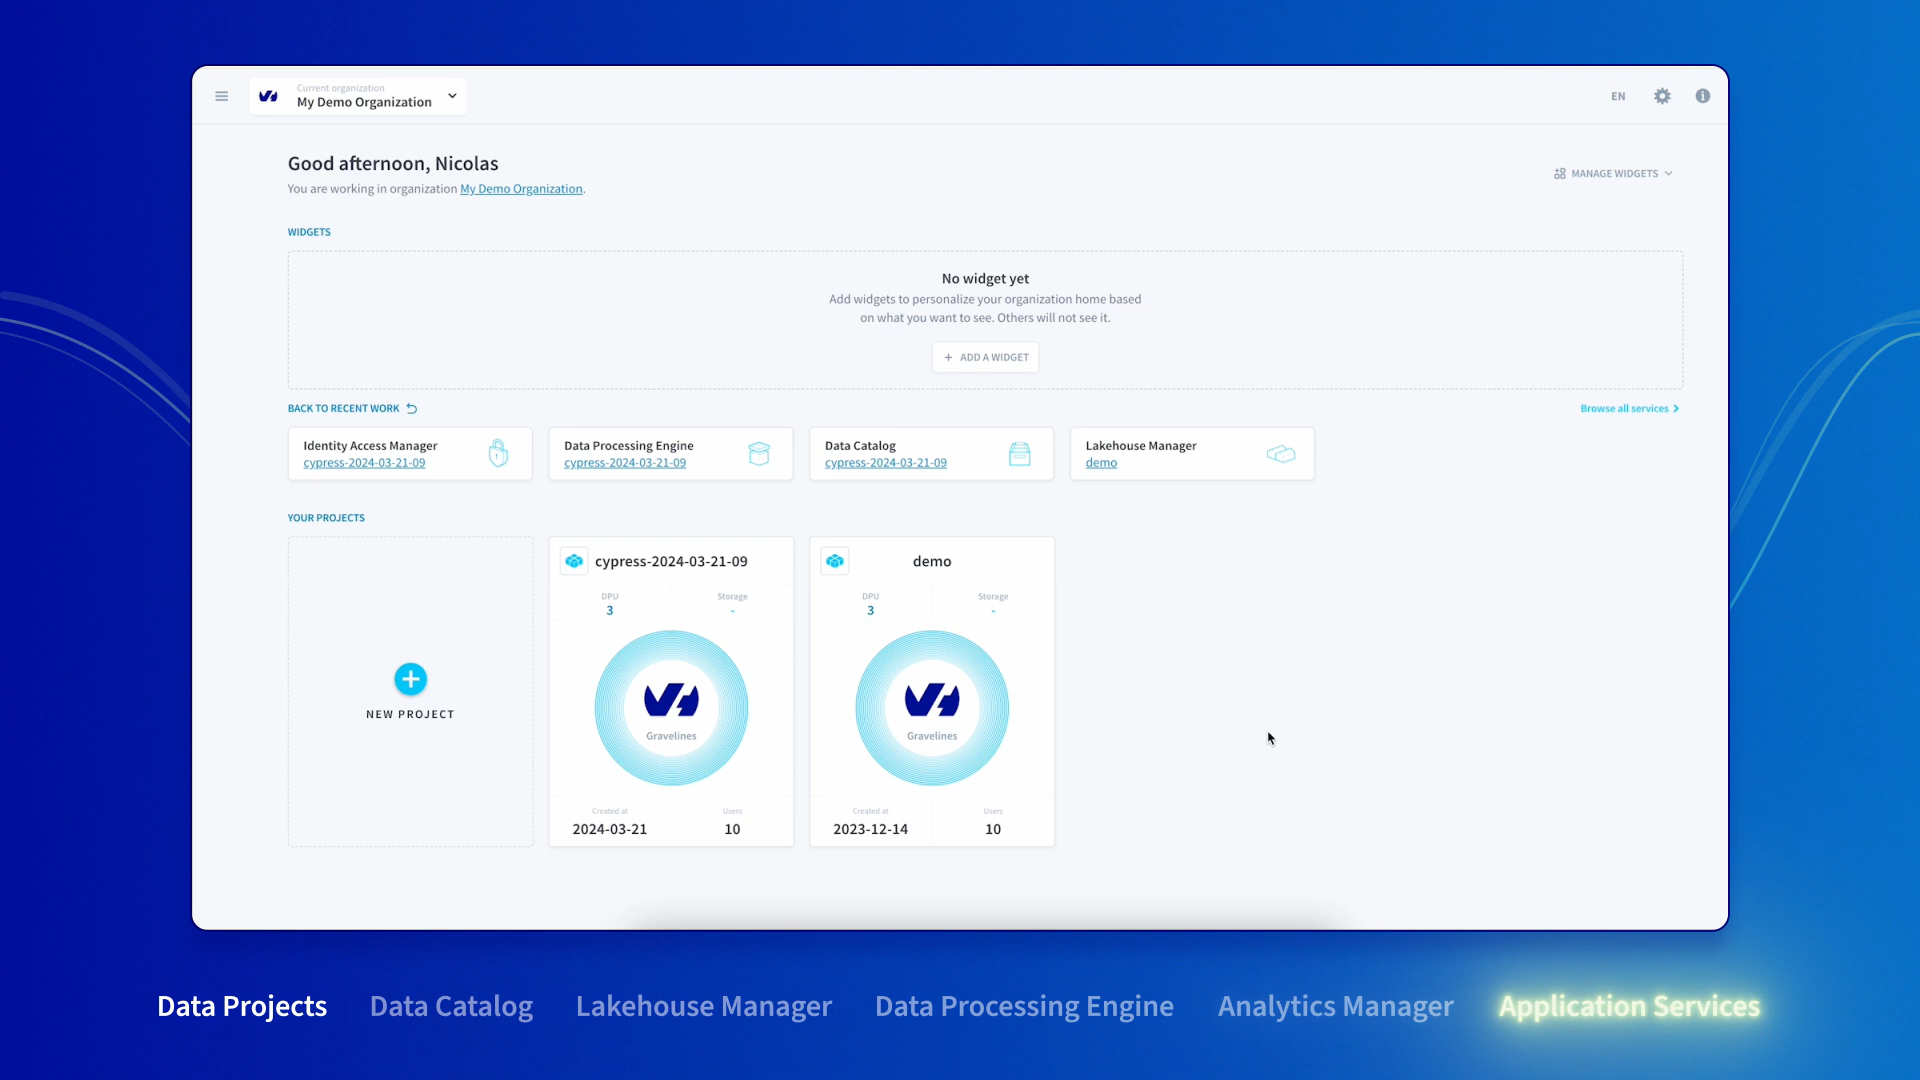 Current organization
My Demo Organization
EN
Good afternoon, Nicolas
You are working in organization My Demo Organization.
MANAGE WIDGETS
WIDGETS
No widget yet
Add widgets to personalize your organization home based
on what you want to see. Others will not see it.
+ ADD A WIDGET
BACK TO RECENT WORK
Browse all services
Identity Access Manager
cypress-2024-03-21-09
Data Processing Engine
cypress-2024-03-21-09
Data Catalog
cypress-2024-03-21-09
Lakehouse Manager
demo
YOUR PROJECTS
NEW PROJECT
cypress-2024-03-21-09
DPU
3
Storage
-
Gravelines
Created at
2024-03-21
Users
10
demo
DPU
3
Storage
-
Gravelines
Created at
2023-12-14
Users
10
Data Projects
Data Catalog
Lakehouse Manager
Data Processing Engine
Analytics Manager
Application Services